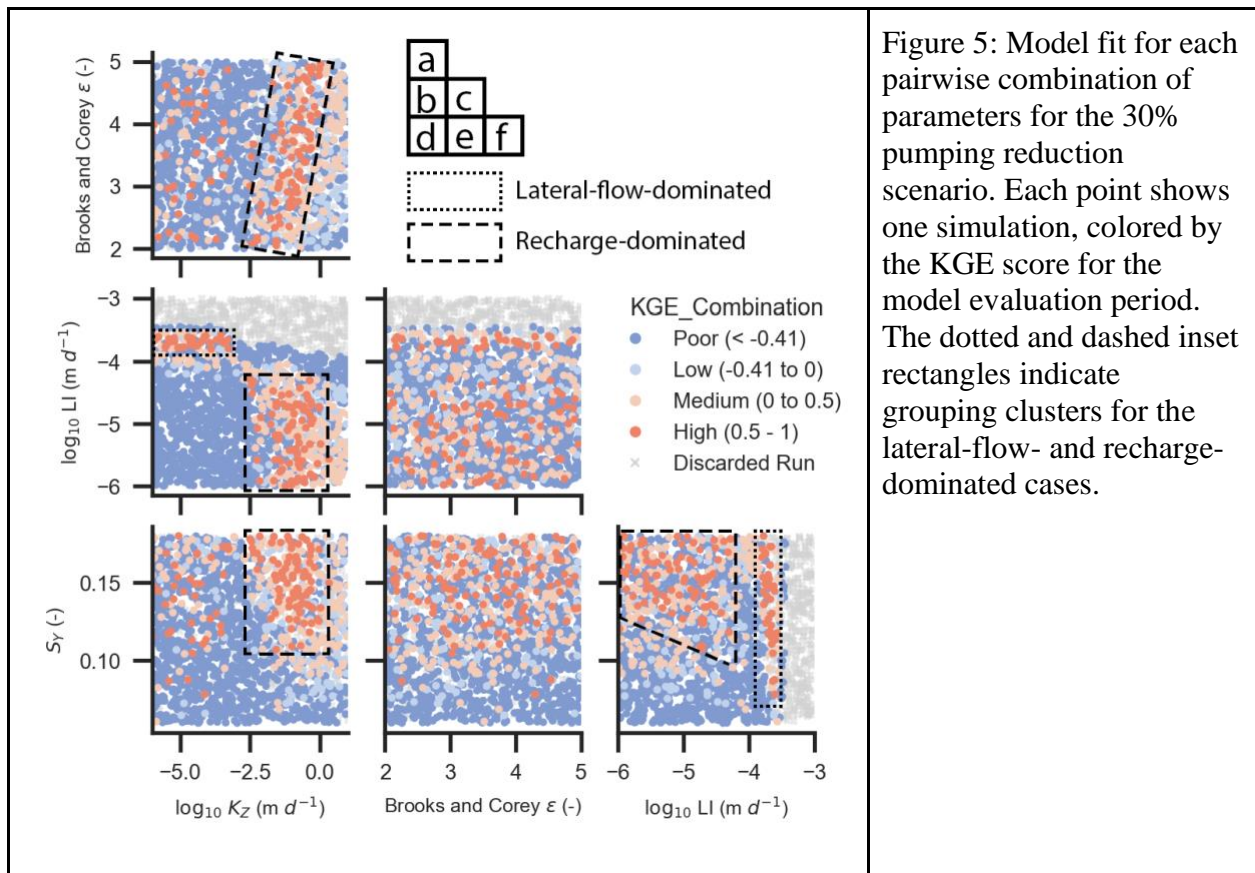 5
4
3
2
Brooks and Corey ε (-)
a
b c
d e f
Lateral-flow-dominated
Recharge-dominated
−3
−4
−5
−6
log₁₀ LI (m d⁻¹)
KGE_Combination
Poor (< -0.41)
Low (-0.41 to 0)
Medium (0 to 0.5)
High (0.5 - 1)
Discarded Run
0.15
0.10
S_Y (-)
−5.0 −2.5 0.0
log₁₀ K_Z (m d⁻¹)
2 3 4 5
Brooks and Corey ε (-)
−6 −5 −4 −3
log₁₀ LI (m d⁻¹)
Figure 5: Model fit for each
pairwise combination of
parameters for the 30%
pumping reduction
scenario. Each point shows
one simulation, colored by
the KGE score for the
model evaluation period.
The dotted and dashed inset
rectangles indicate
grouping clusters for the
lateral-flow- and recharge-
dominated cases.